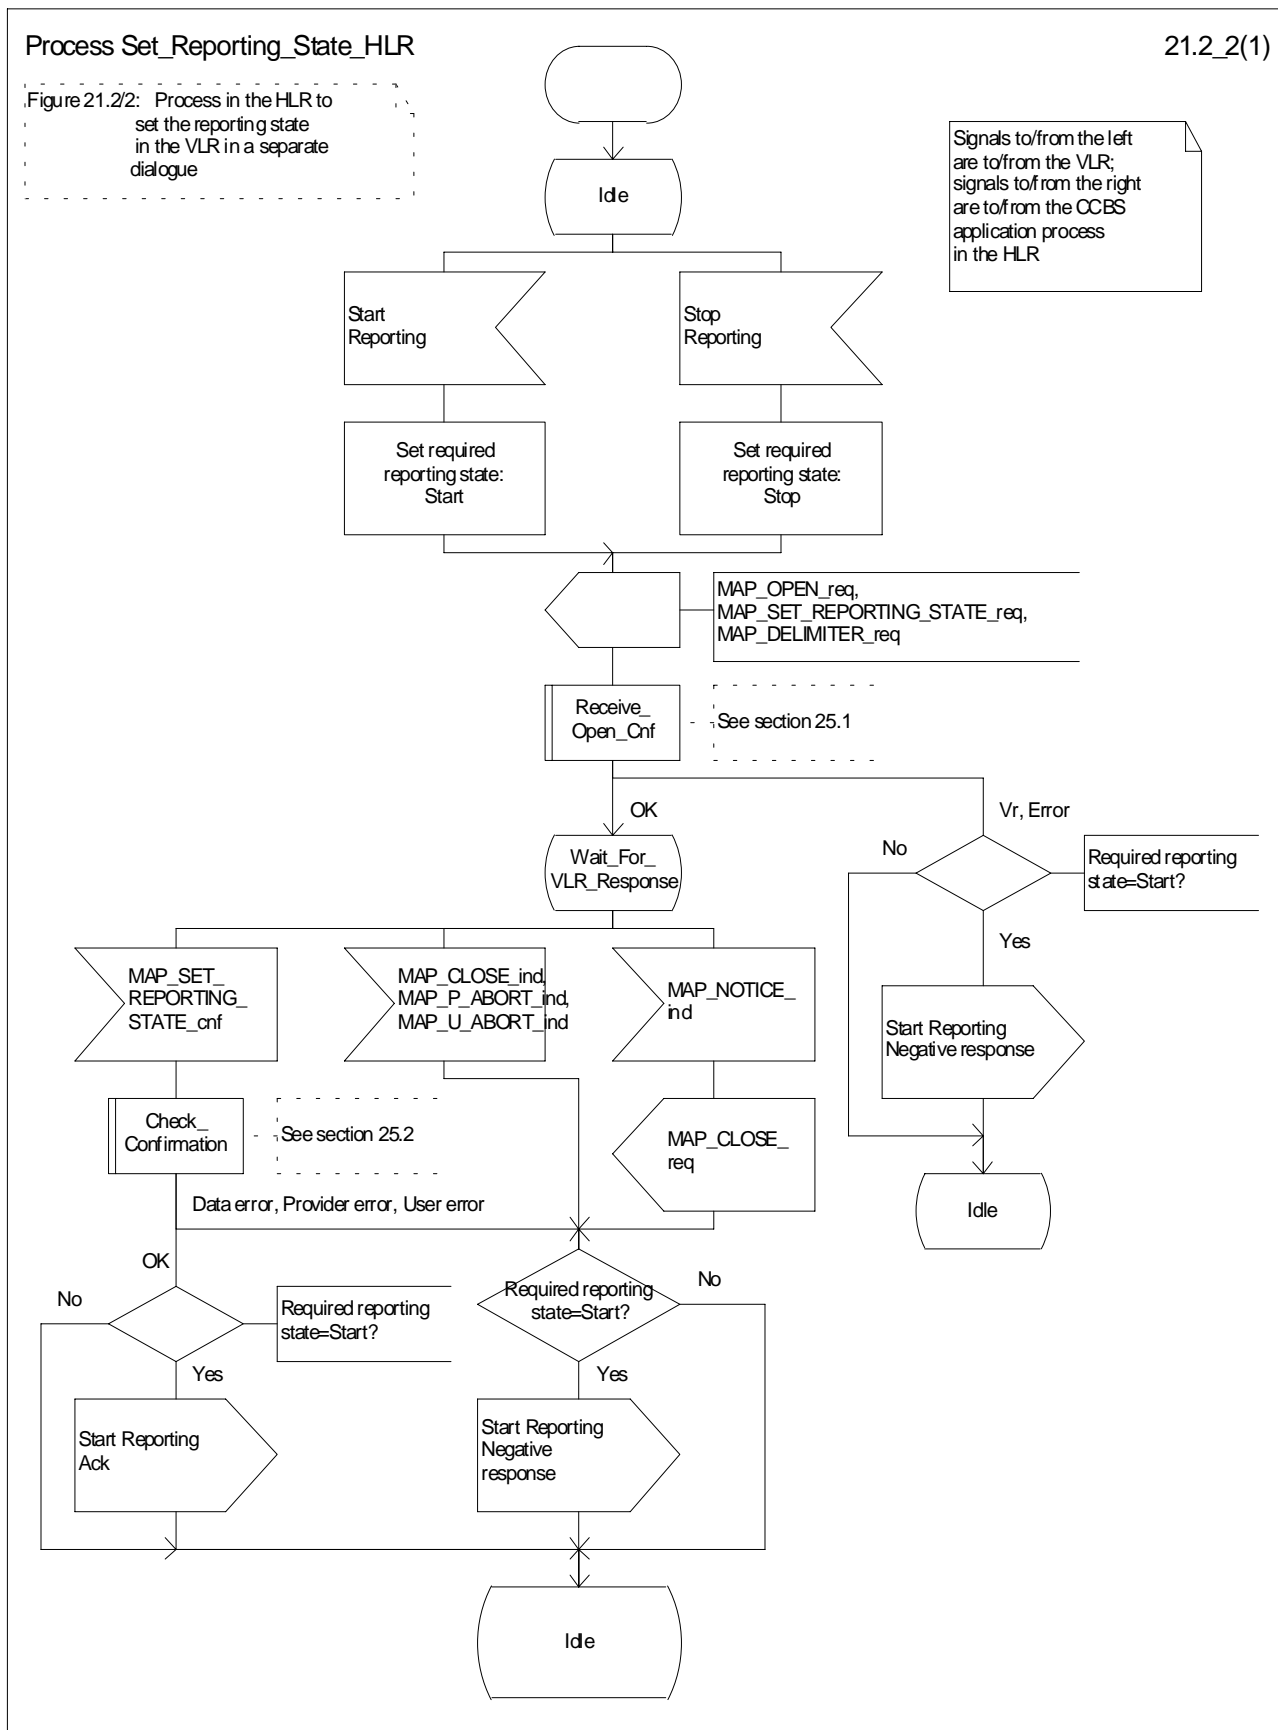 Process Set_Reporting_State_HLR
21.2_2(1)
Figure 21.2/2: Process in the HLR to
set the reporting state
in the VLR in a separate
dialogue
Signals to/from the left
are to/from the VLR;
signals to/from the right
are to/from the CCBS
application process
in the HLR
Idle
Start
Reporting
Stop
Reporting
Set required
reporting state:
Start
Set required
reporting state:
Stop
MAP_OPEN_req,
MAP_SET_REPORTING_STATE_req,
MAP_DELIMITER_req
Receive_
Open_Cnf
See section 25.1
OK
Vr, Error
Wait_For_
VLR_Response
No
Required reporting
state=Start?
Yes
MAP_SET_
REPORTING_
STATE_cnf
MAP_CLOSE_ind,
MAP_P_ABORT_ind,
MAP_U_ABORT_ind
MAP_NOTICE_
ind
Start Reporting
Negative response
Check_
Confirmation
See section 25.2
MAP_CLOSE_
req
Data error, Provider error, User error
Idle
OK
No
Required reporting
state=Start?
Required reporting
state=Start?
No
Yes
Yes
Start Reporting
Ack
Start Reporting
Negative
response
Idle